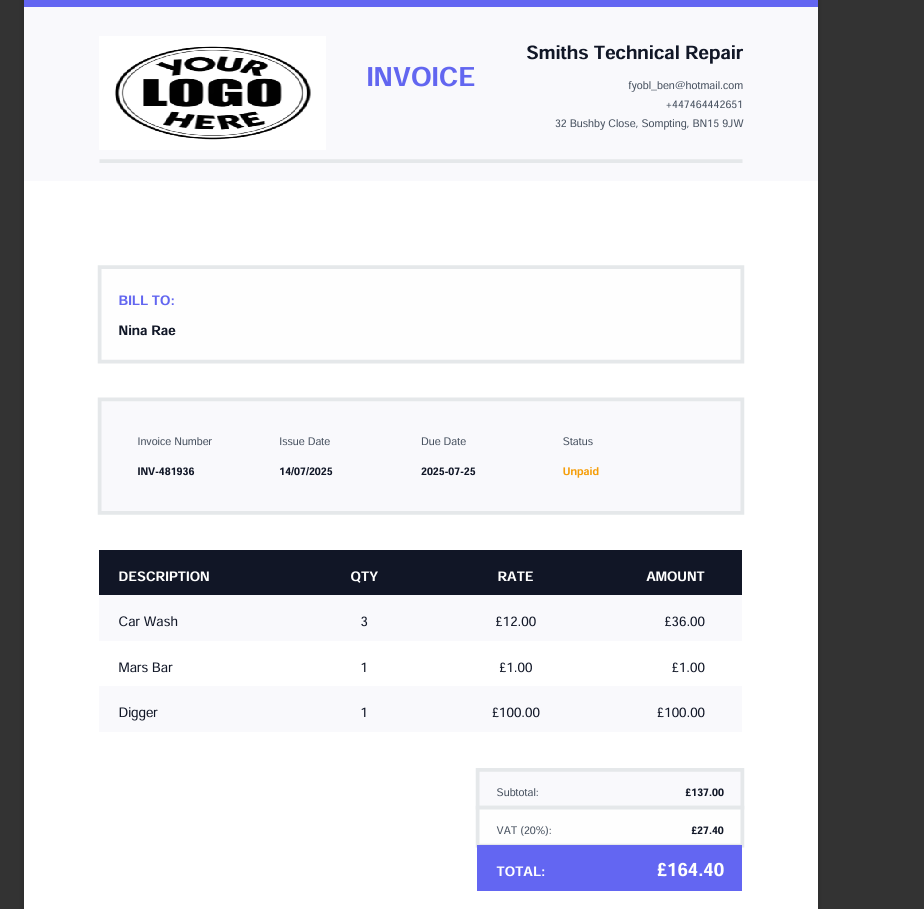 YOUR
LOGO
HERE
INVOICE
Smiths Technical Repair
fyobl_ben@hotmail.com
+447464442651
32 Bushby Close, Sompting, BN15 9JW
BILL TO:
Nina Rae
Invoice Number Issue Date Due Date Status
INV-481936 14/07/2025 2025-07-25 Unpaid
DESCRIPTION QTY RATE AMOUNT
Car Wash 3 £12.00 £36.00
Mars Bar 1 £1.00 £1.00
Digger 1 £100.00 £100.00
Subtotal: £137.00
VAT (20%): £27.40
TOTAL: £164.40